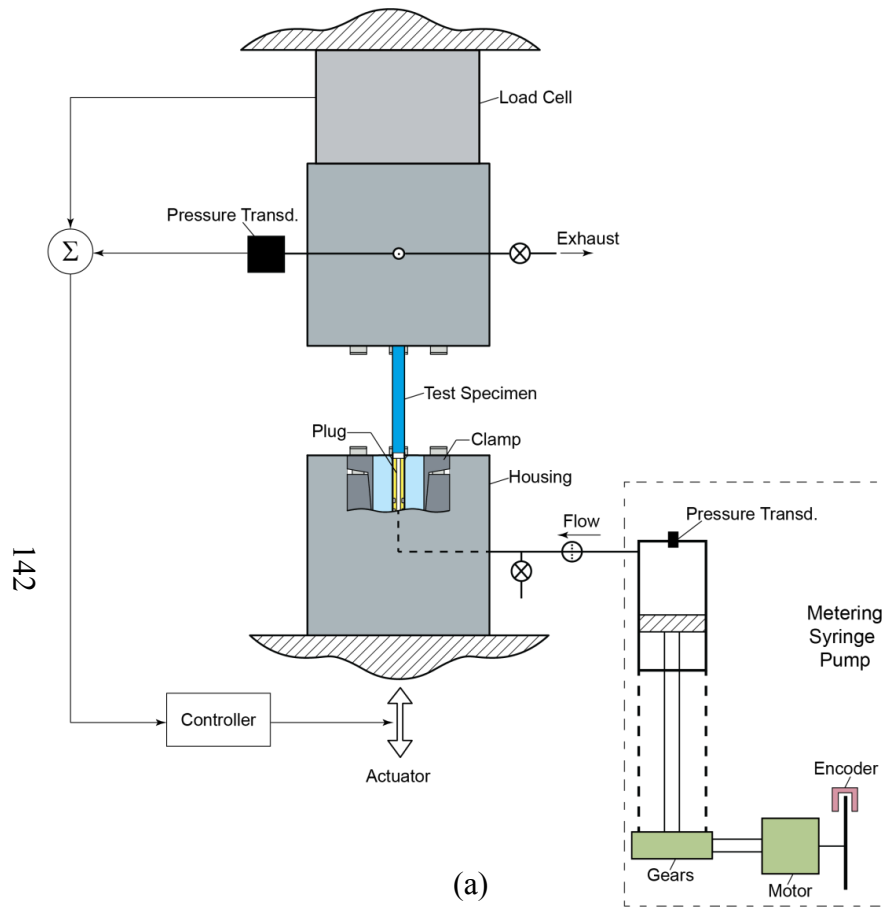 Load Cell
Pressure Transd.
Exhaust
Σ
Test Specimen
Plug
Clamp
Housing
Flow
Pressure Transd.
142
Metering
Syringe
Pump
Controller
Actuator
Encoder
Gears
Motor
(a)